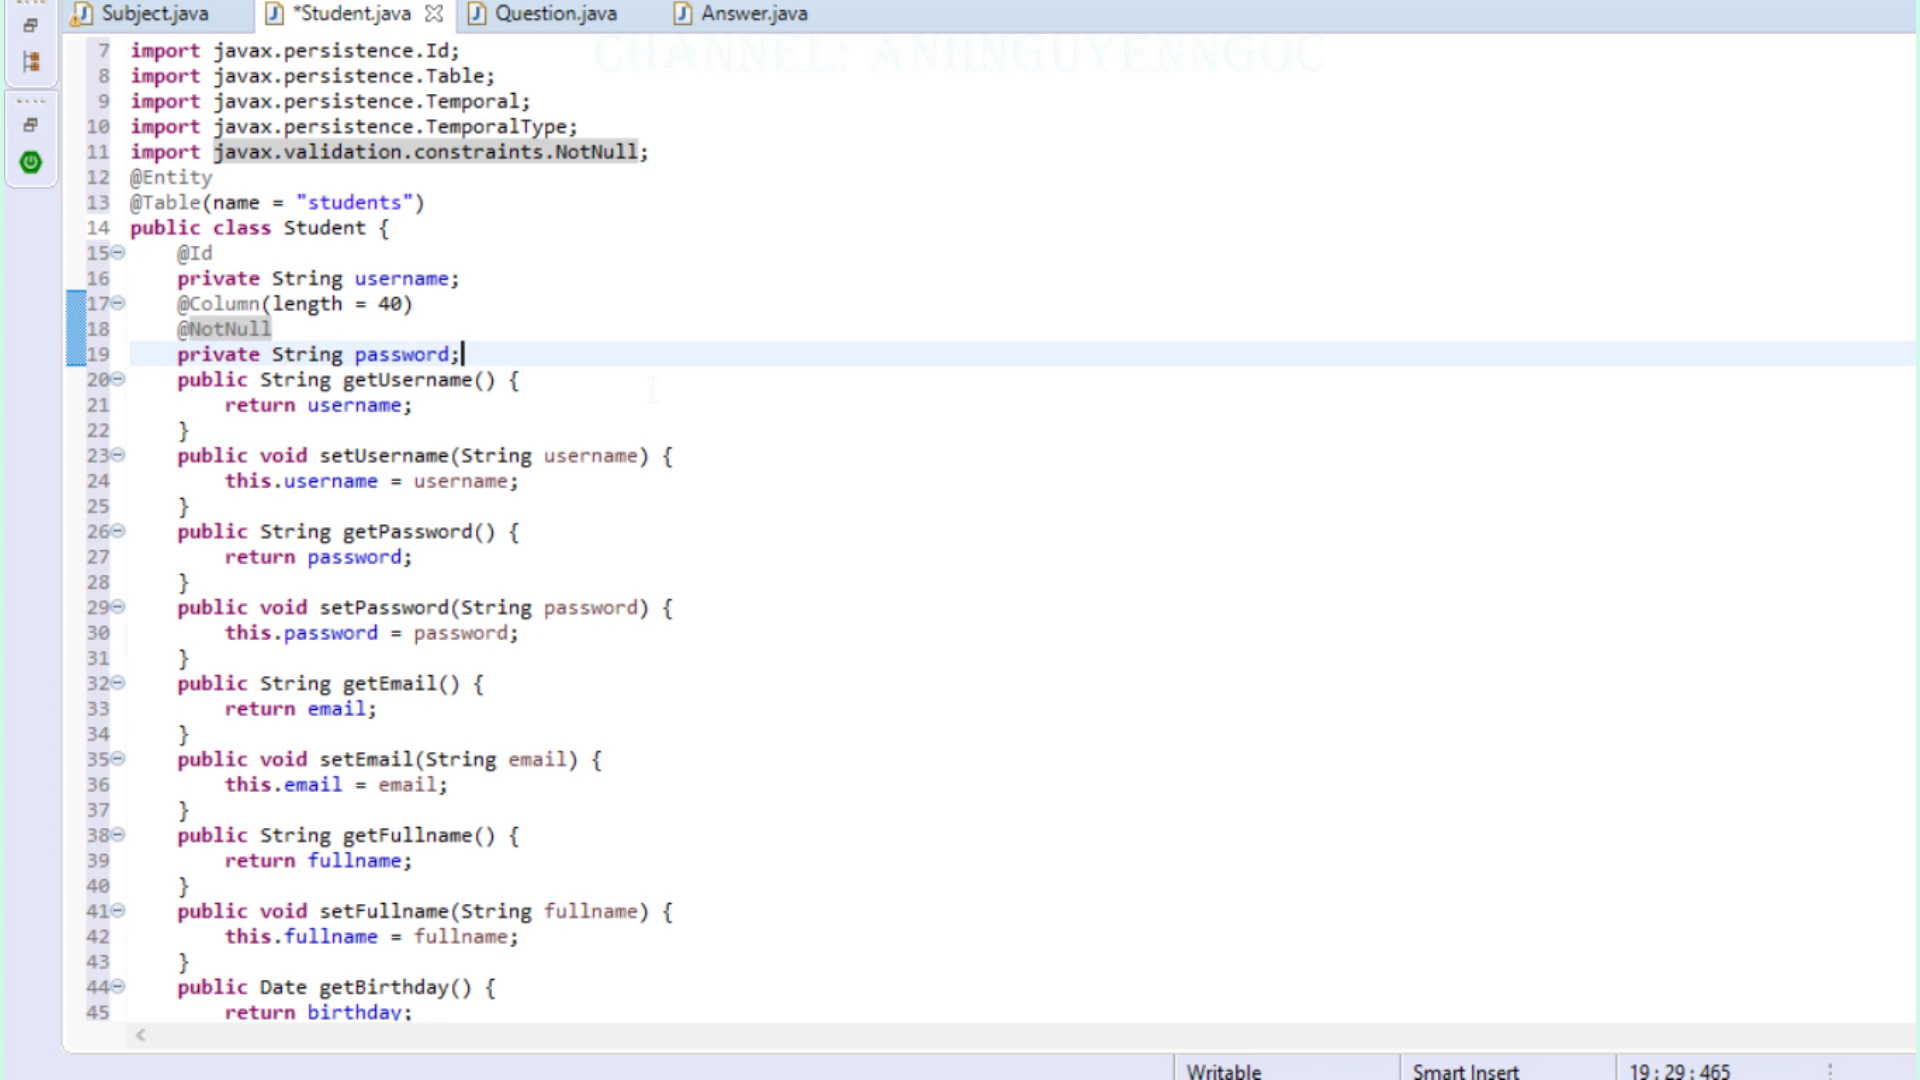 Subject.java *Student.java Question.java Answer.java
CHANNEL: ANHNGUYENNGOC
7 import javax.persistence.Id;
8 import javax.persistence.Table;
9 import javax.persistence.Temporal;
10 import javax.persistence.TemporalType;
11 import javax.validation.constraints.NotNull;
12 @Entity
13 @Table(name = "students")
14 public class Student {
15 @Id
16 private String username;
17 @Column(length = 40)
18 @NotNull
19 private String password;
20 public String getUsername() {
21 return username;
22 }
23 public void setUsername(String username) {
24 this.username = username;
25 }
26 public String getPassword() {
27 return password;
28 }
29 public void setPassword(String password) {
30 this.password = password;
31 }
32 public String getEmail() {
33 return email;
34 }
35 public void setEmail(String email) {
36 this.email = email;
37 }
38 public String getFullname() {
39 return fullname;
40 }
41 public void setFullname(String fullname) {
42 this.fullname = fullname;
43 }
44 public Date getBirthday() {
45 return birthday;
Writable Smart Insert 19 : 29 : 465